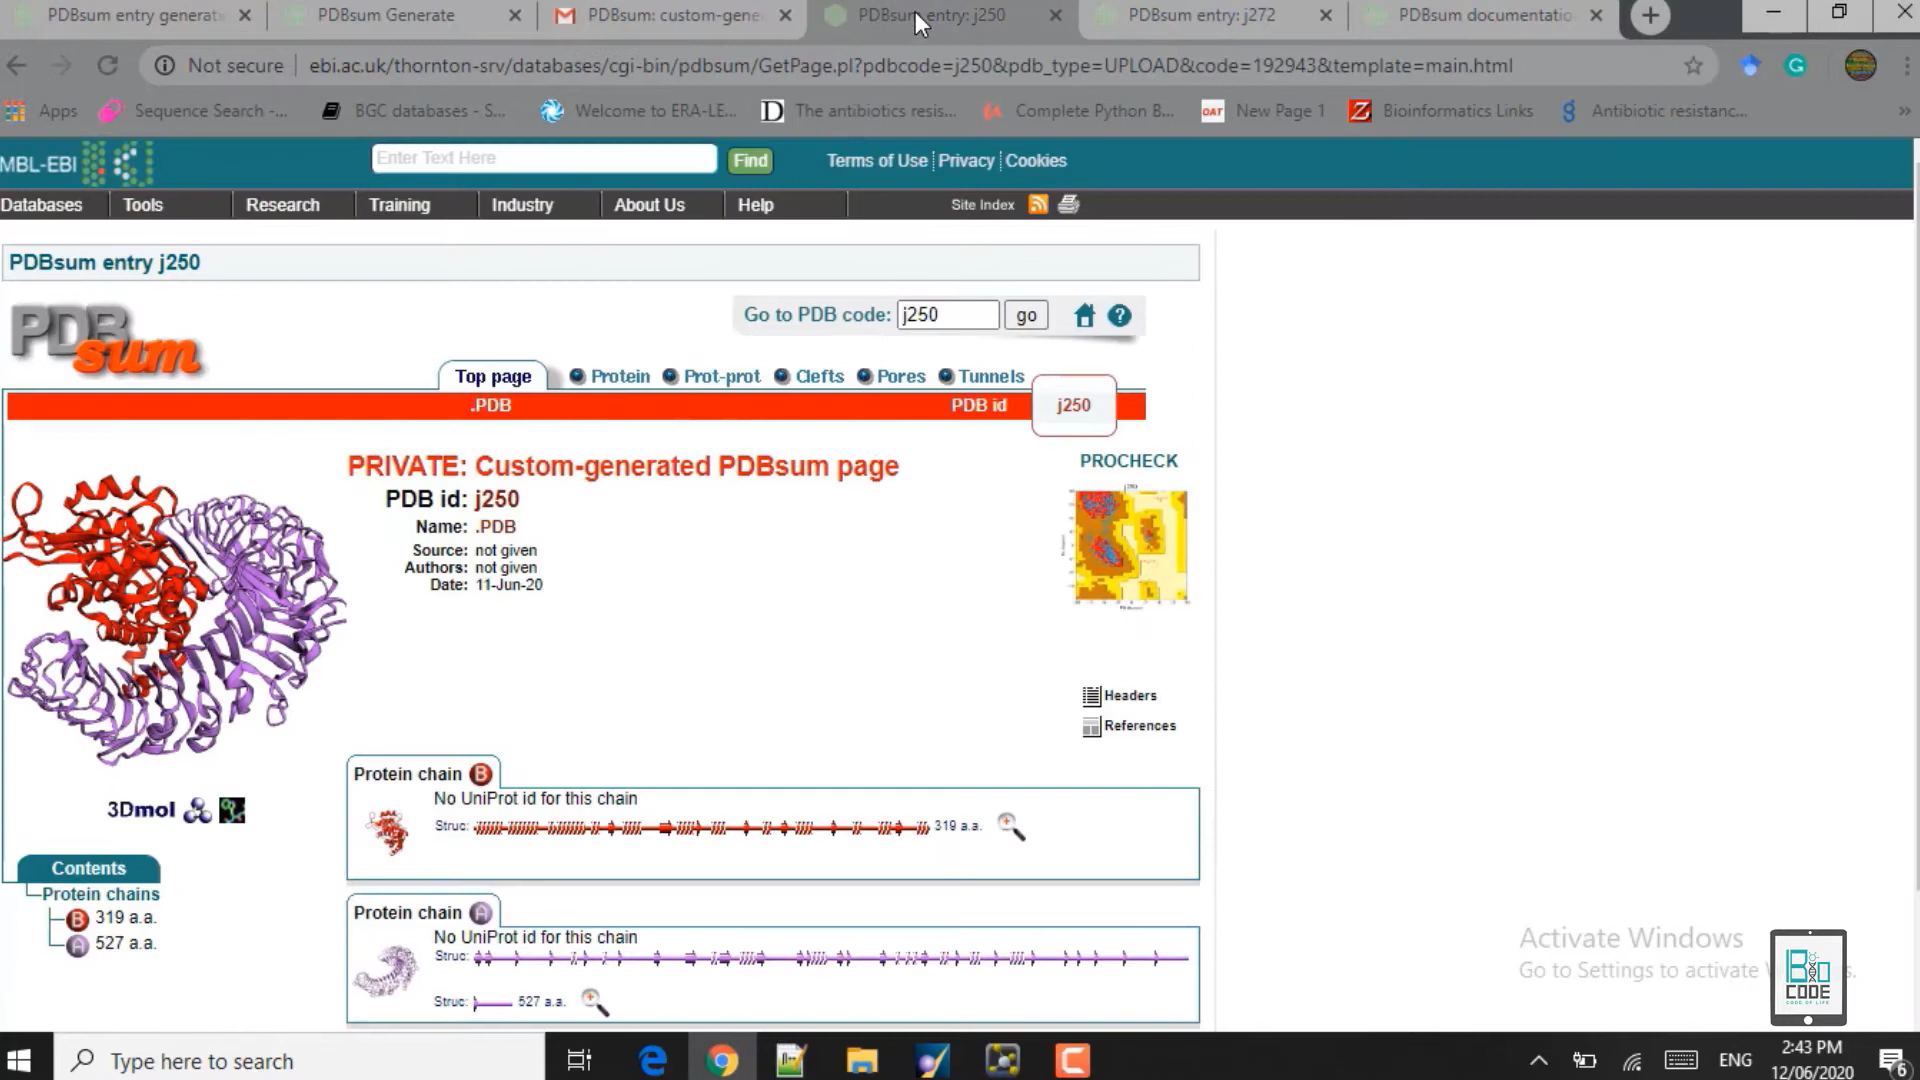 PDBsum entry generat
PDBsum Generate
PDBsum: custom-gene
PDBsum entry: j250
PDBsum entry: j272
PDBsum documentatio
Not secure
ebi.ac.uk/thornton-srv/databases/cgi-bin/pdbsum/GetPage.pl?pdbcode=j250&pdb_type=UPLOAD&code=192943&template=main.html
Apps
Sequence Search -...
BGC databases - S...
Welcome to ERA-LE...
The antibiotics resis...
Complete Python B...
New Page 1
Bioinformatics Links
Antibiotic resistanc...
MBL-EBI
Enter Text Here
Find
Terms of Use
Privacy
Cookies
Databases
Tools
Research
Training
Industry
About Us
Help
Site Index
PDBsum entry j250
PDB
sum
Go to PDB code:
j250
go
Top page
Protein
Prot-prot
Clefts
Pores
Tunnels
.PDB
PDB id
j250
PRIVATE: Custom-generated PDBsum page
PDB id: j250
Name: .PDB
Source: not given
Authors: not given
Date: 11-Jun-20
PROCHECK
Headers
References
3Dmol
Contents
Protein chains
B 319 a.a.
A 527 a.a.
Protein chain B
No UniProt id for this chain
Struc:
319 a.a.
Protein chain A
No UniProt id for this chain
Struc:
Struc:
527 a.a.
Activate Windows
Go to Settings to activate
CODE
Type here to search
ENG
2:43 PM
12/06/2020
6